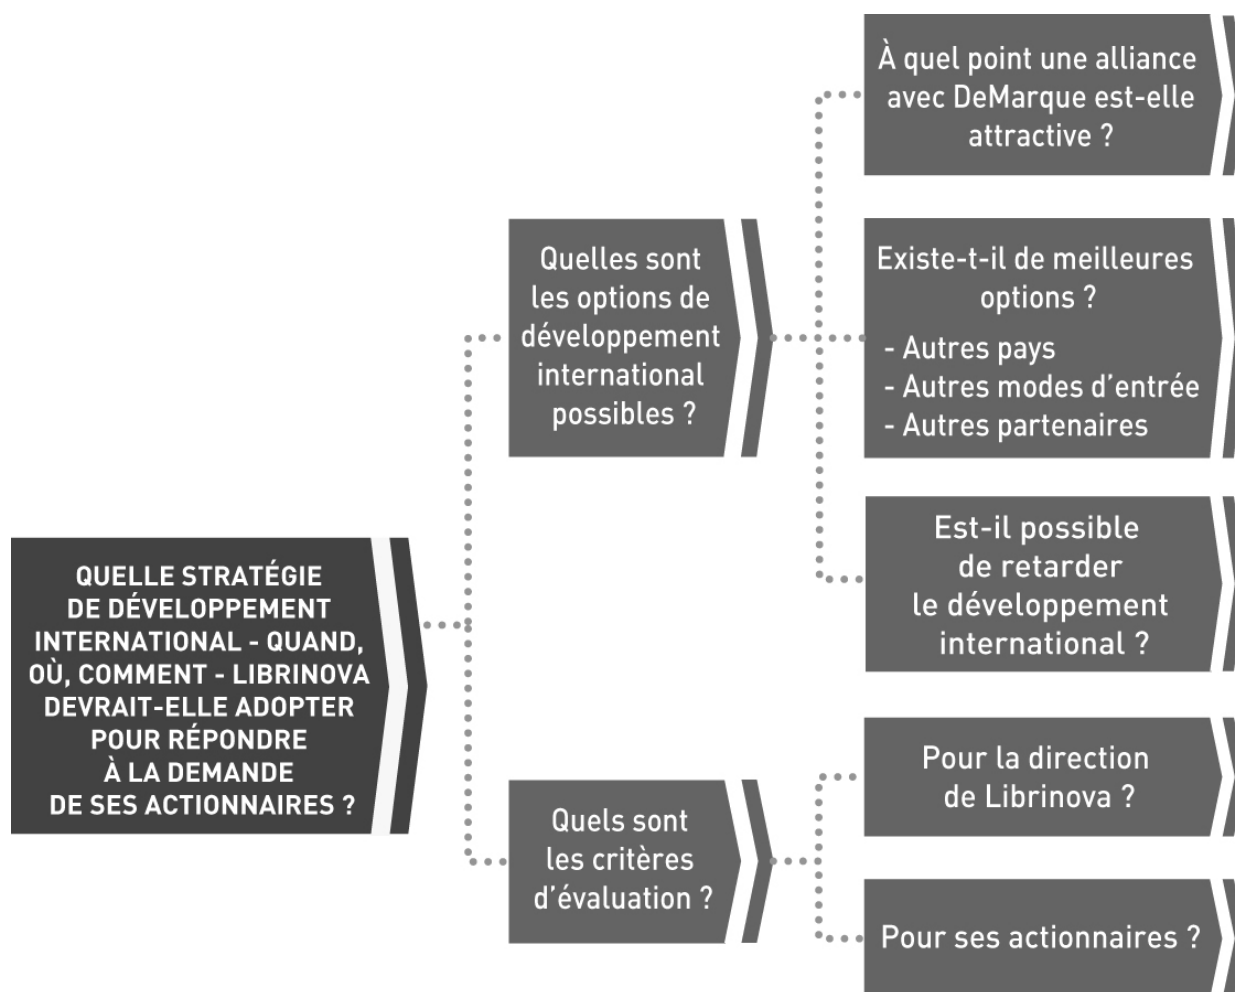 À quel point une alliance
avec DeMarque est-elle
attractive ?
Quelles sont
les options de
développement
international
possibles ?
Existe-t-il de meilleures
options ?
- Autres pays
- Autres modes d'entrée
- Autres partenaires
Est-il possible
de retarder
le développement
international ?
QUELLE STRATÉGIE
DE DÉVELOPPEMENT
INTERNATIONAL - QUAND,
OÙ, COMMENT - LIBRINOVA
DEVRAIT-ELLE ADOPTER
POUR RÉPONDRE
À LA DEMANDE
DE SES ACTIONNAIRES ?
Pour la direction
de Librinova ?
Quels sont
les critères
d'évaluation ?
Pour ses actionnaires ?